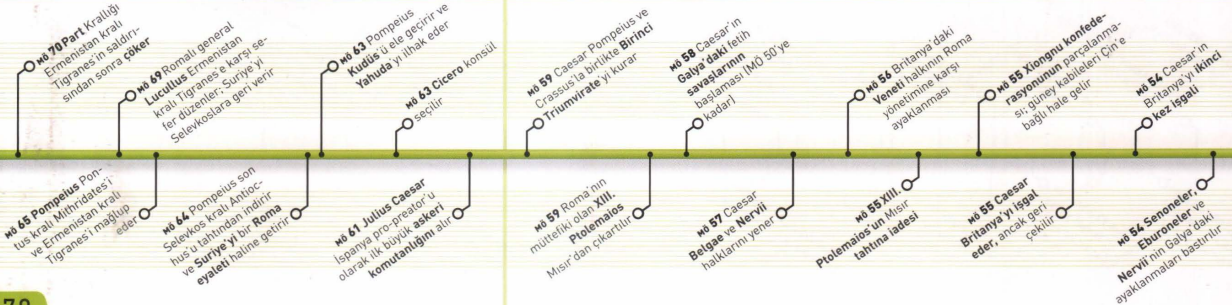 MÖ 70 Part Krallığı
Ermenistan kralı
Tigranes'in saldırı-
sından sonra çöker
MÖ 69 Romalı general
Lucullus Ermenistan
kralı Tigranes'e karşı se-
fer düzenler; Suriye'yi
Selevkoslara geri verir
MÖ 63 Pompeius
Kudüs'ü ele geçirir ve
Yahuda'yı ilhak eder
MÖ 63 Cicero konsül
seçilir
MÖ 59 Caesar Pompeius ve
Crassus'la birlikte Birinci
Triumvirate'yi kurar
MÖ 58 Caesar'ın
Galya'daki fetih
savaşlarının
başlaması (MÖ 50'ye
kadar)
MÖ 56 Britanya'daki
Veneti halkının Roma
yönetimine karşı
ayaklanması
MÖ 55 Xiongnu konfede-
rasyonunun parçalanma-
sı; güney kabileleri Çin'e
bağlı hale gelir
MÖ 54 Caesar'ın
Britanya'yı ikinci
kez işgali
MÖ 65 Pompeius Pon-
tus kralı Mithridates'i
ve Ermenistan kralı
Tigranes'i mağlup
eder
MÖ 64 Pompeius son
Selevkos kralı Antioc-
hus'u tahtından indirir
ve Suriye'yi bir Roma
eyaleti haline getirir
MÖ 61 Julius Caesar
İspanya pro-preator'u
olarak ilk büyük askeri
komutanlığını alır
MÖ 59 Roma'nın
müttefiki olan XIII.
Ptolemaios
Mısır'dan çıkartılır
MÖ 57 Caesar
Belgae ve Nervii
halklarını yener
MÖ 55 XIII.
Ptolemaios'un Mısır
tahtına iadesi
MÖ 55 Caesar
Britanya'yı işgal
eder, ancak geri
çekilir
MÖ 54 Senoneler,
Eburoneler ve
Nervii'nin Galya'daki
ayaklanmaları bastırılır
70